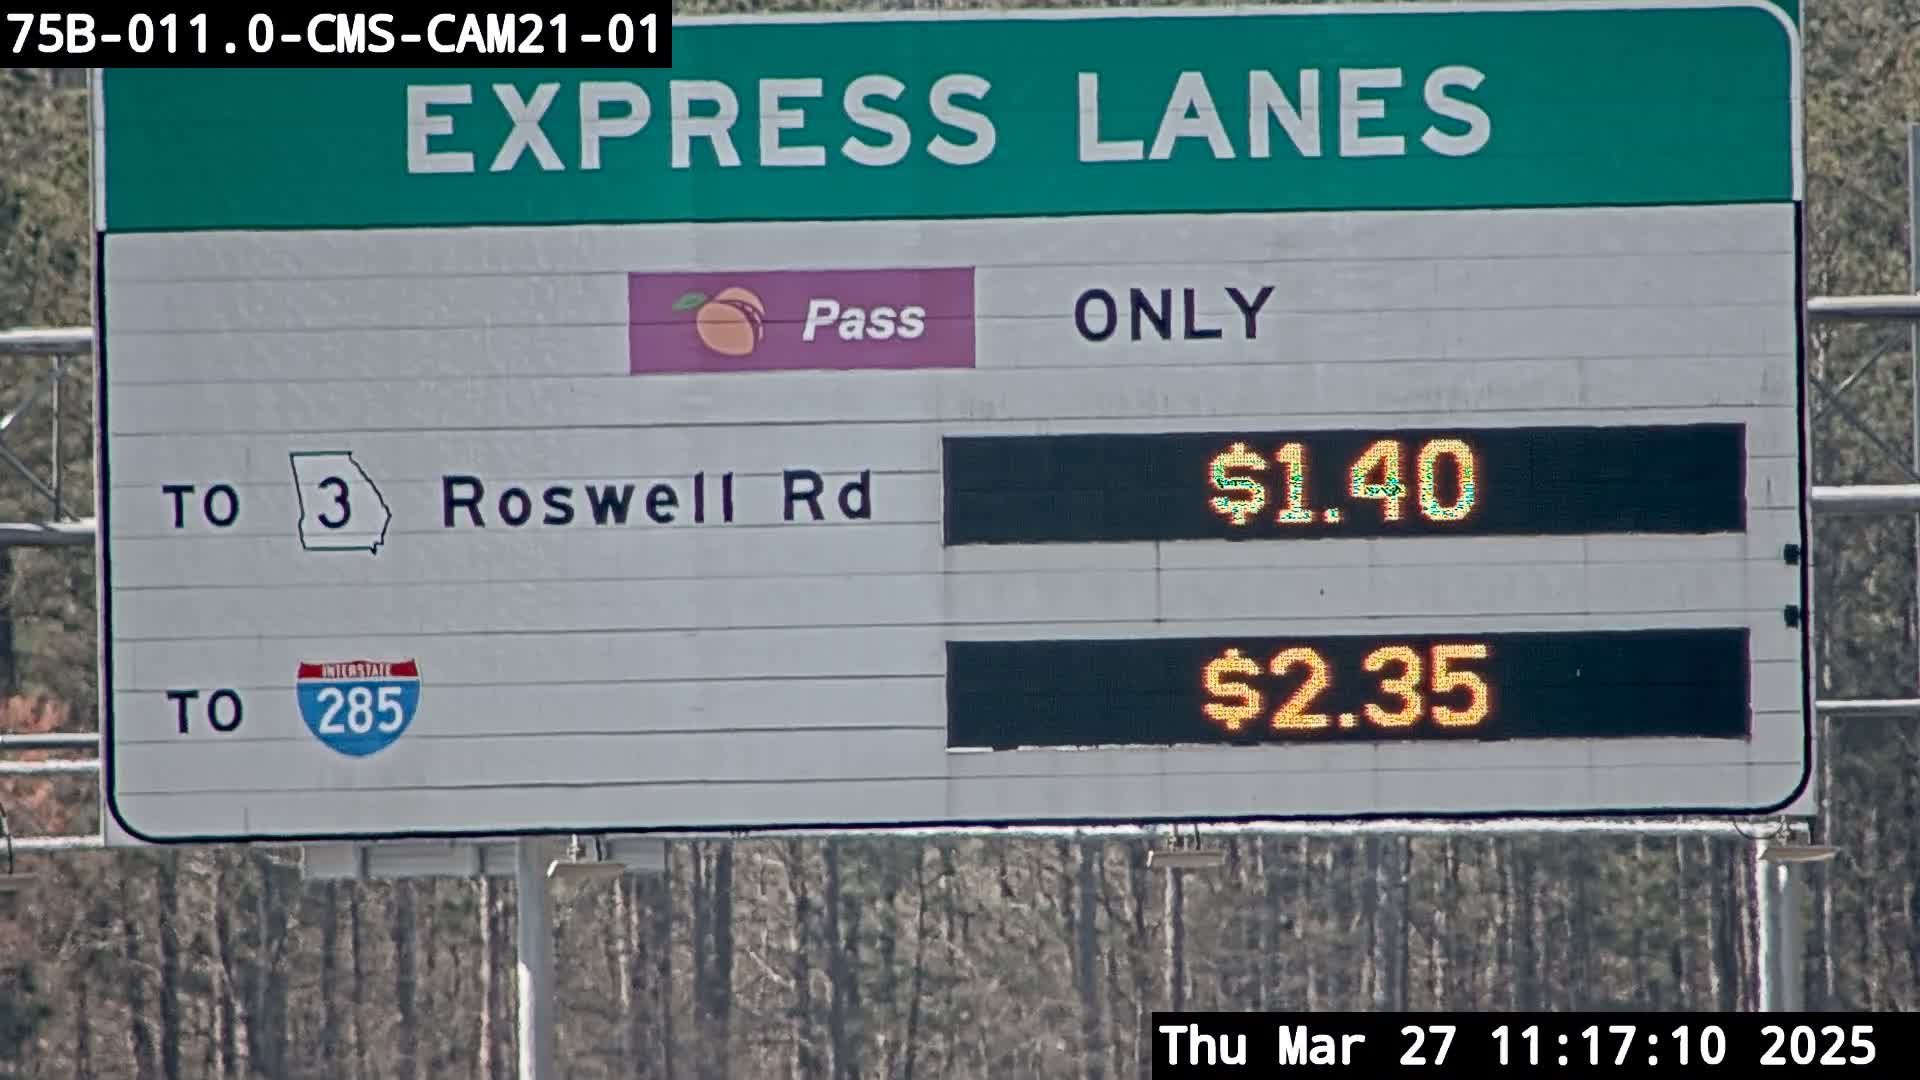 75B-011.0-CMS-CAM21-01
EXPRESS LANES
Pass ONLY
TO 3 Roswell Rd $1.40
INTERSTATE
TO 285 $2.35
Thu Mar 27 11:17:10 2025